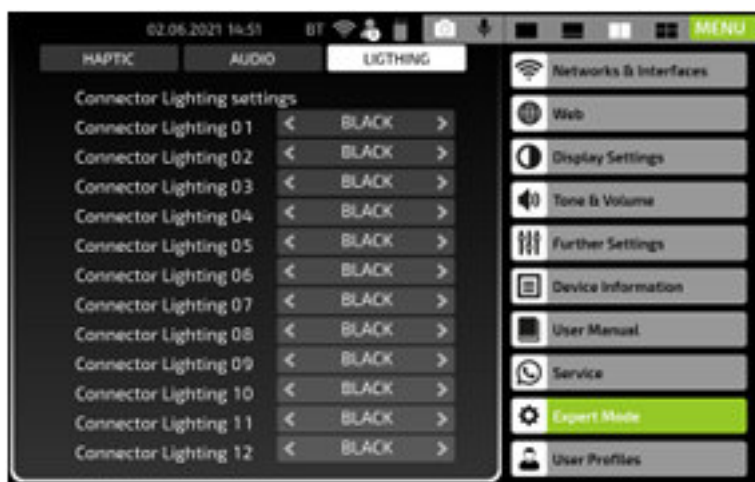 02.06.2021 14:51 BT MENU
HAPTIC AUDIO LIGTHING
Connector Lighting settings
Connector Lighting 01 < BLACK >
Connector Lighting 02 < BLACK >
Connector Lighting 03 < BLACK >
Connector Lighting 04 < BLACK >
Connector Lighting 05 < BLACK >
Connector Lighting 06 < BLACK >
Connector Lighting 07 < BLACK >
Connector Lighting 08 < BLACK >
Connector Lighting 09 < BLACK >
Connector Lighting 10 < BLACK >
Connector Lighting 11 < BLACK >
Connector Lighting 12 < BLACK >
Networks & Interfaces
Web
Display Settings
Tone & Volume
Further Settings
Device Information
User Manual
Service
Expert Mode
User Profiles